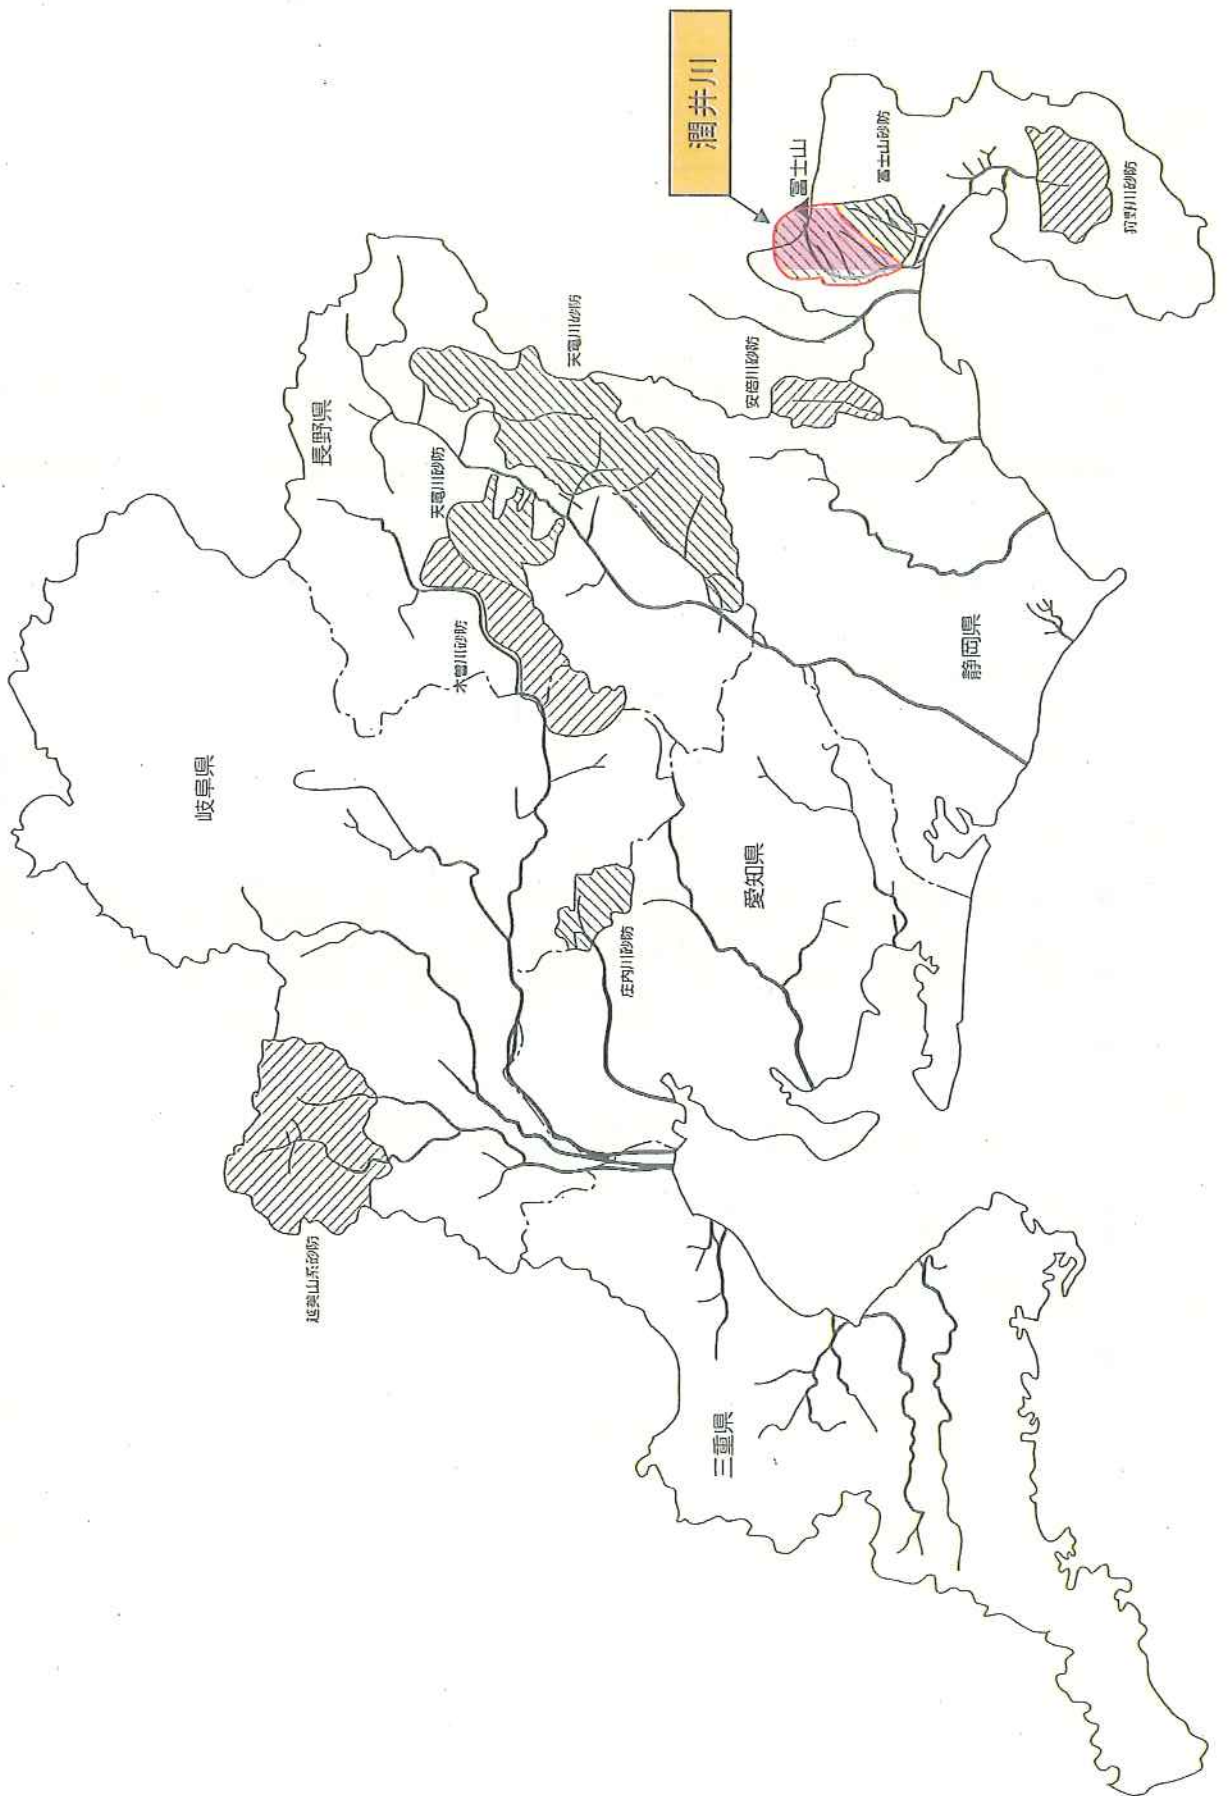 越美山系砂防
岐阜県
木曽川砂防
長野県
天竜川砂防
天竜川砂防
潤井川
富士山
富士山砂防
狩野川砂防
安倍川砂防
静岡県
愛知県
庄内川砂防
三重県